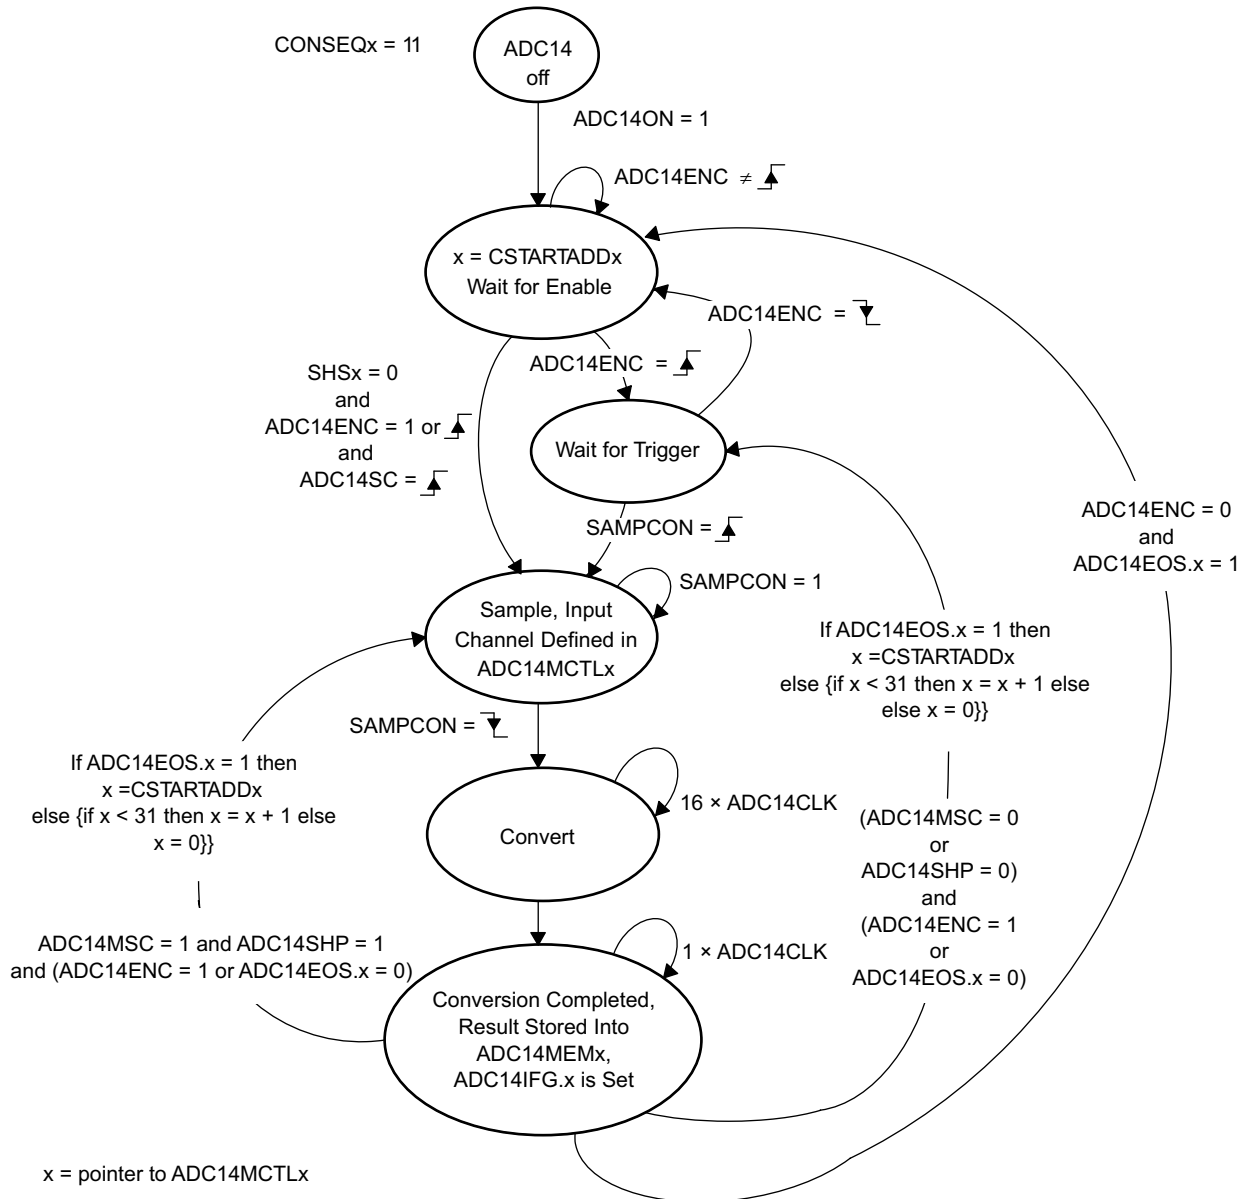 CONSEQx = 11
ADC14
off
ADC14ON = 1
ADC14ENC ≠
x = CSTARTADDx
Wait for Enable
ADC14ENC =
ADC14ENC =
SHSx = 0
and
ADC14ENC = 1 or
and
ADC14SC =
Wait for Trigger
SAMPCON =
ADC14ENC = 0
and
ADC14EOS.x = 1
SAMPCON = 1
Sample, Input
Channel Defined in
ADC14MCTLx
If ADC14EOS.x = 1 then
x =CSTARTADDx
else {if x < 31 then x = x + 1 else
else x = 0}}
SAMPCON =
If ADC14EOS.x = 1 then
x =CSTARTADDx
else {if x < 31 then x = x + 1 else
x = 0}}
16 × ADC14CLK
Convert
(ADC14MSC = 0
or
ADC14SHP = 0)
and
(ADC14ENC = 1
or
ADC14EOS.x = 0)
ADC14MSC = 1 and ADC14SHP = 1
and (ADC14ENC = 1 or ADC14EOS.x = 0)
1 × ADC14CLK
Conversion Completed,
Result Stored Into
ADC14MEMx,
ADC14IFG.x is Set
x = pointer to ADC14MCTLx